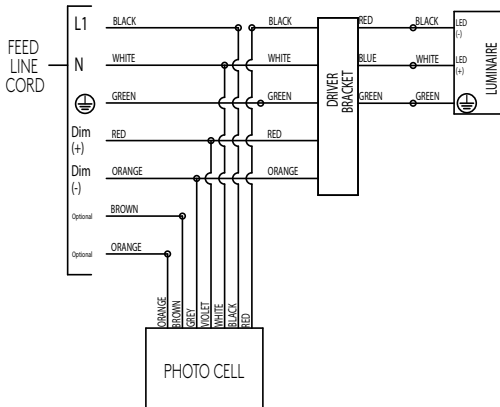 L1 BLACK BLACK RED BLACK LED
(-)
FEED
LINE
CORD
N WHITE WHITE BLUE WHITE LED
(+)
LUMINAIRE
DRIVER
BRACKET
GREEN GREEN GREEN GREEN
Dim
(+)
RED RED
Dim
(-)
ORANGE ORANGE
Optional BROWN
Optional ORANGE
ORANGE
BROWN
GREY
VIOLET
WHITE
BLACK
RED
PHOTO CELL